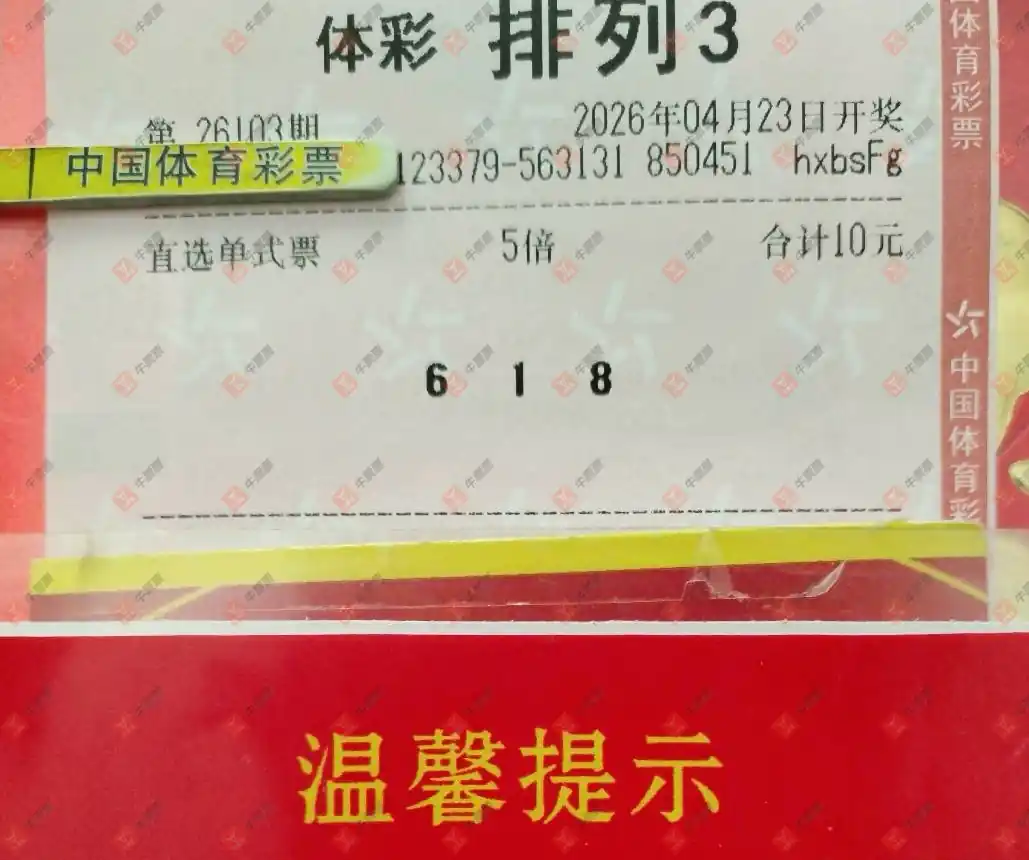 体彩 排列3
第 26103期 2026年04月23日开奖
中国体育彩票 123379-563131 850451 hxbsFg
直选单式票 5倍 合计10元
6 1 8
国体育彩票
中国体育彩
温馨提示